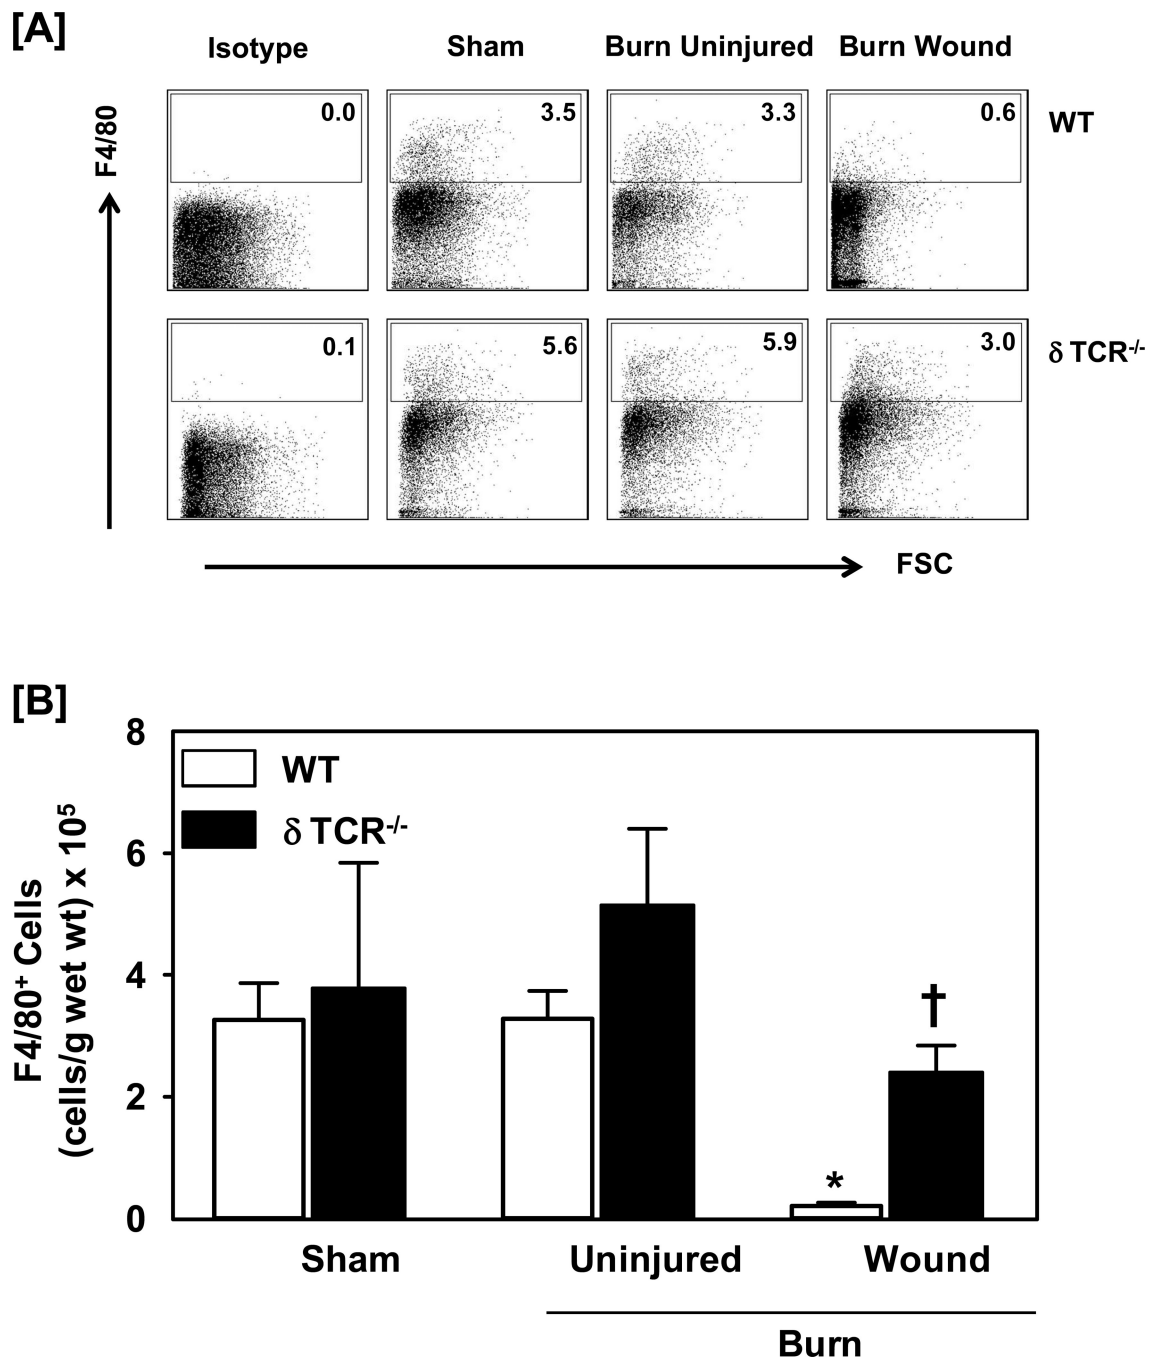 [A]
Isotype Sham Burn Uninjured Burn Wound
F4/80
0.0 3.5 3.3 0.6 WT
0.1 5.6 5.9 3.0 δ TCR-/-
FSC
[B]
8
6
4
2
0
F4/80+ Cells
(cells/g wet wt) x 10⁵
WT
δ TCR-/-
*
†
Sham Uninjured Wound
Burn